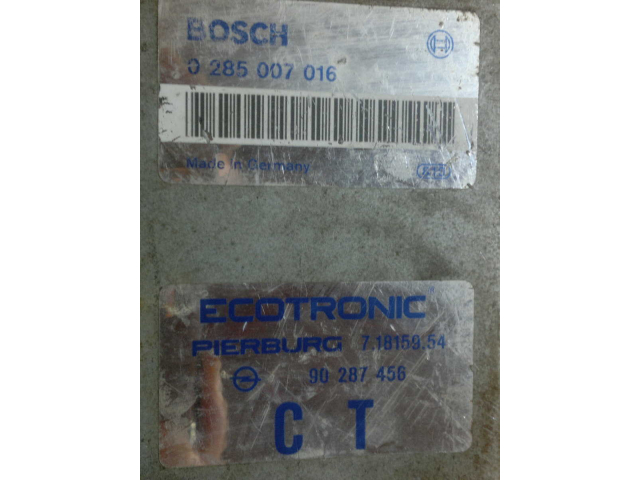 BOSCH
0 285 007 016
Made in Germany
ECOTRONIC
PIERBURG 7.18159.54
90 287 456
C T